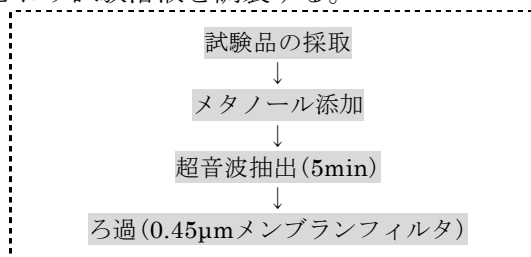 試験品の採取
↓
メタノール添加
↓
超音波抽出(5min)
↓
ろ過(0.45μmメンブランフィルタ)